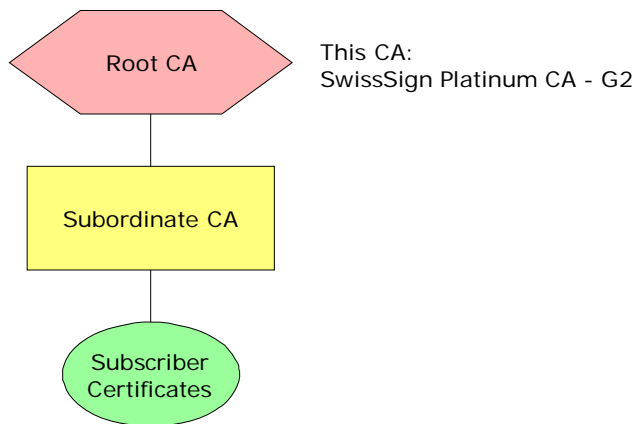 Root CA
This CA:
SwissSign Platinum CA - G2
Subordinate CA
Subscriber
Certificates